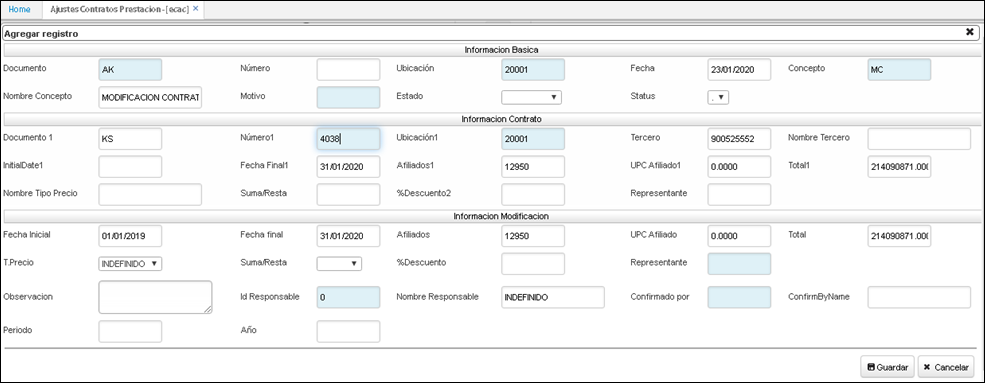 Home Ajustes Contratos Prestacion - [ecac] ✕
Agregar registro ✖
Informacion Basica
Documento AK Número Ubicación 20001 Fecha 23/01/2020 Concepto MC
Nombre Concepto MODIFICACION CONTRAT Motivo Estado Status .
Informacion Contrato
Documento 1 KS Número1 4038 Ubicación1 20001 Tercero 900525552 Nombre Tercero
InitialDate1 Fecha Final1 31/01/2020 Afiliados1 12950 UPC Afiliado1 0.0000 Total1 214090871.00(
Nombre Tipo Precio Suma/Resta %Descuento2 Representante
Informacion Modificacion
Fecha Inicial 01/01/2019 Fecha final 31/01/2020 Afiliados 12950 UPC Afiliado 0.0000 Total 214090871.00(
T.Precio INDEFINIDO Suma/Resta %Descuento Representante
Observacion Id Responsable 0 Nombre Responsable INDEFINIDO Confirmado por ConfirmByName
Periodo Año
Guardar ✖ Cancelar